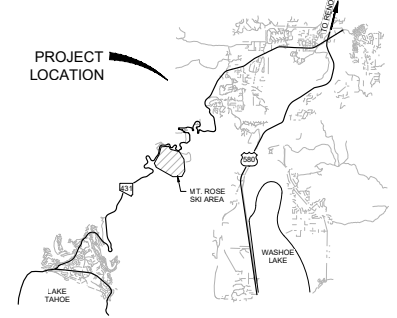 TO RENO
PROJECT
LOCATION
431
580
MT. ROSE
SKI AREA
WASHOE
LAKE
LAKE
TAHOE